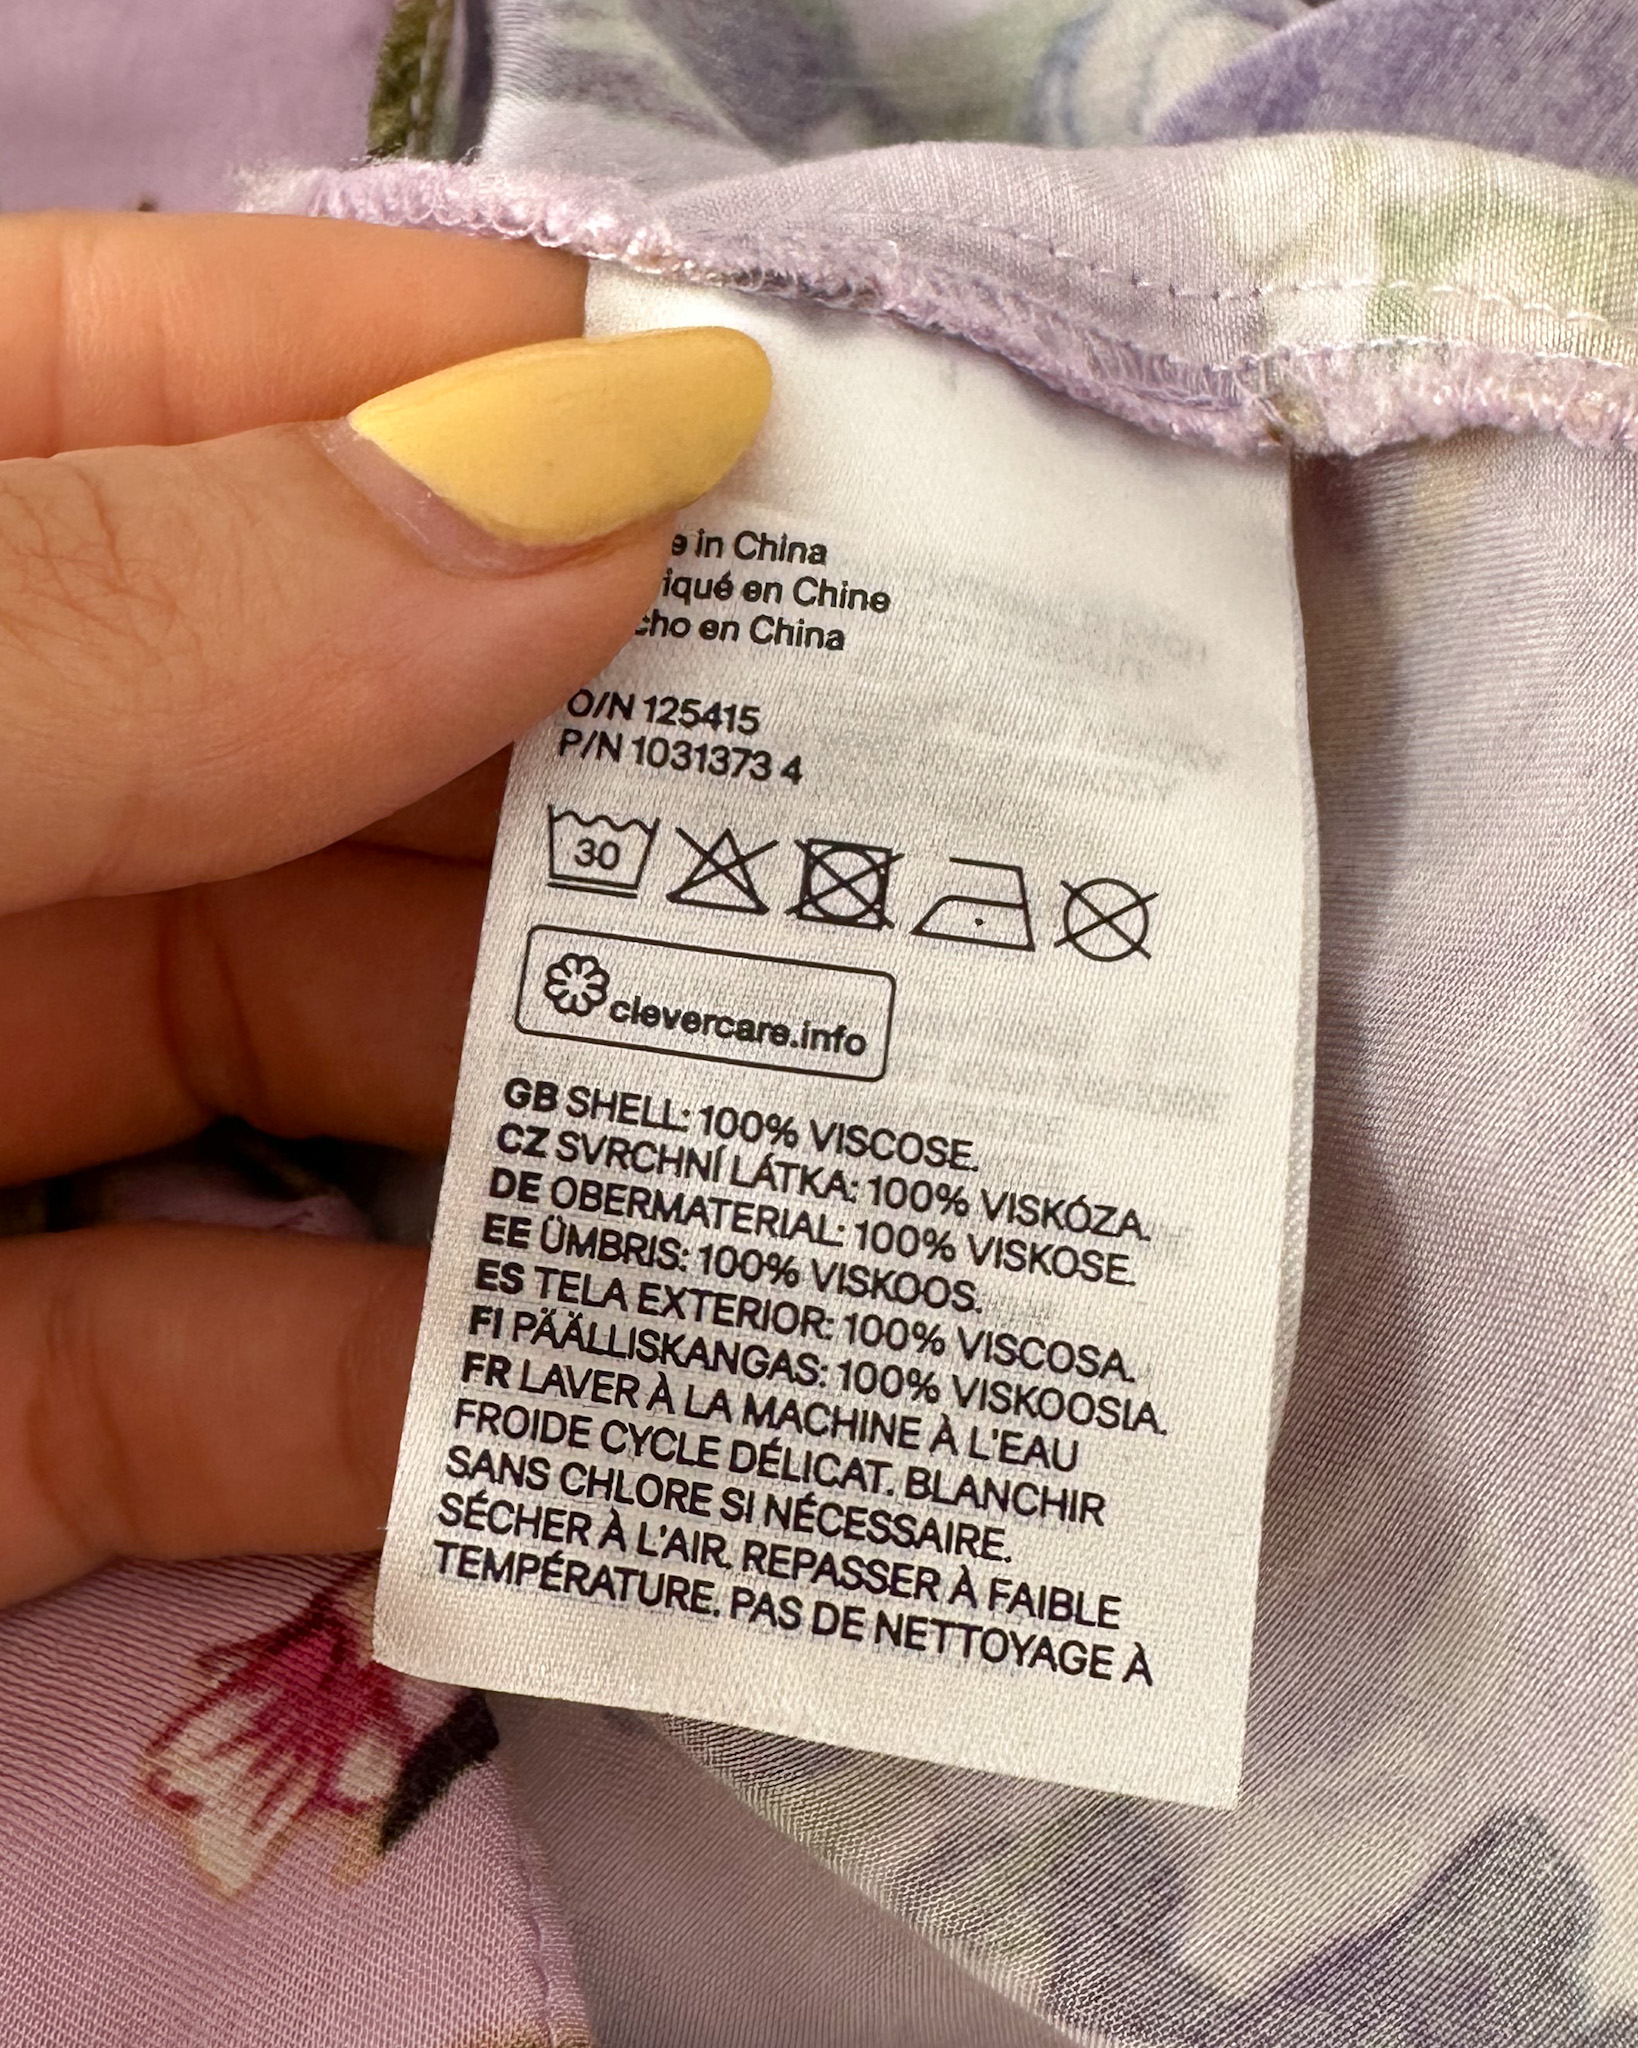 in China
en Chine
en China
O/N 125415
P/N 1031373 4
30
clevercare.info
GB SHELL: 100% VISCOSE.
CZ SVRCHNÍ LÁTKA: 100% VISKÓZA.
DE OBERMATERIAL: 100% VISKOSE.
EE ÜMBRIS: 100% VISKOOS.
ES TELA EXTERIOR: 100% VISCOSA.
FI PÄÄLLISKANGAS: 100% VISKOOSIA.
FR LAVER À LA MACHINE À L'EAU
FROIDE CYCLE DÉLICAT. BLANCHIR
SANS CHLORE SI NÉCESSAIRE.
SÉCHER À L'AIR. REPASSER À FAIBLE
TEMPÉRATURE. PAS DE NETTOYAGE À